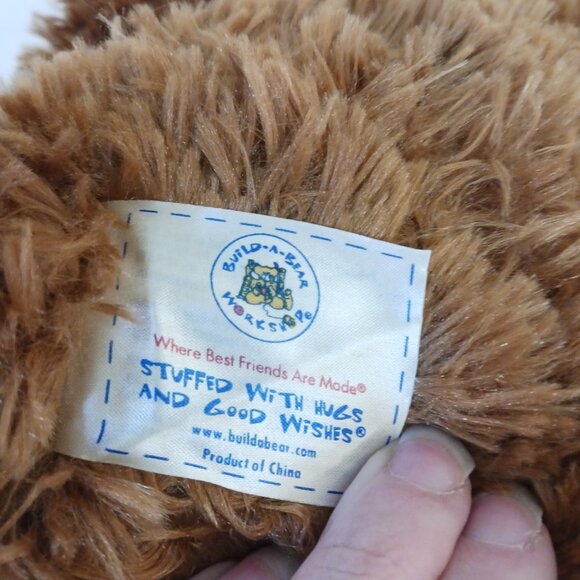 BUILD-A-BEAR
WORKSHOP®
Where Best Friends Are Made®
STUFFED WITH HUGS
AND GOOD WISHES®
www.buildabear.com
Product of China